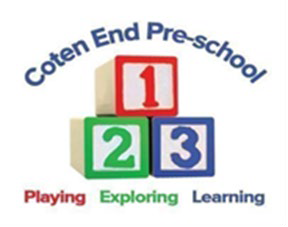 Coten End Pre-school
1
2 3
Playing Exploring Learning